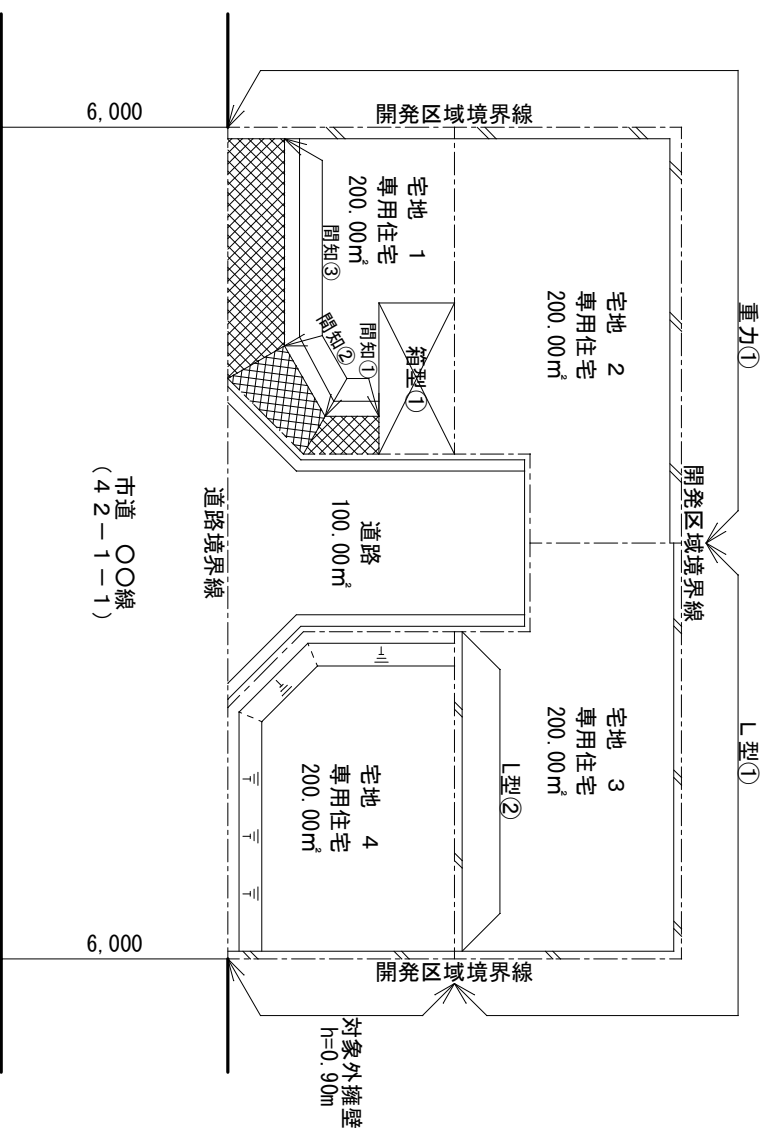 重力①
L型①
開発区域境界線
開発区域境界線
宅地 2
専用住宅
200.00㎡
宅地 3
専用住宅
200.00㎡
宅地 1
専用住宅
200.00㎡
間知③
間知②
間知①
箱型①
道路
100.00㎡
L型②
宅地 4
専用住宅
200.00㎡
開発区域境界線
対象外擁壁
h=0.90m
道路境界線
市道 〇〇線
(42-1-1)
6,000
6,000